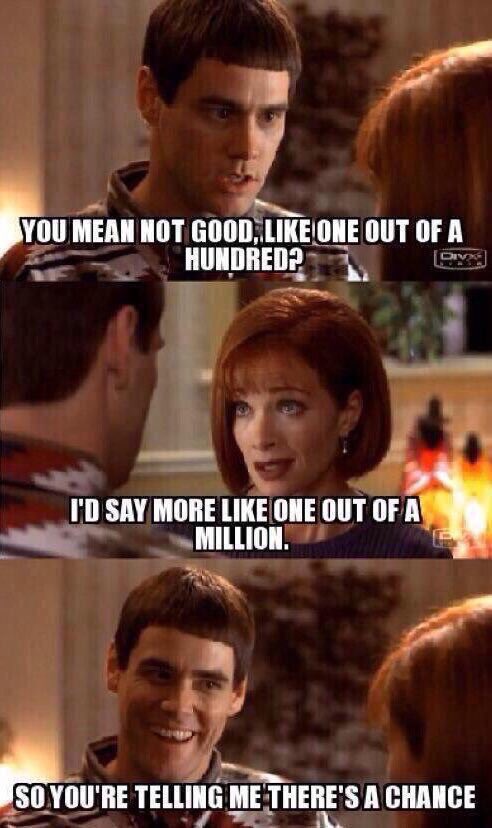 YOU MEAN NOT GOOD, LIKE ONE OUT OF A
HUNDRED?
DIVX
I'D SAY MORE LIKE ONE OUT OF A
MILLION.
SO YOU'RE TELLING ME THERE'S A CHANCE